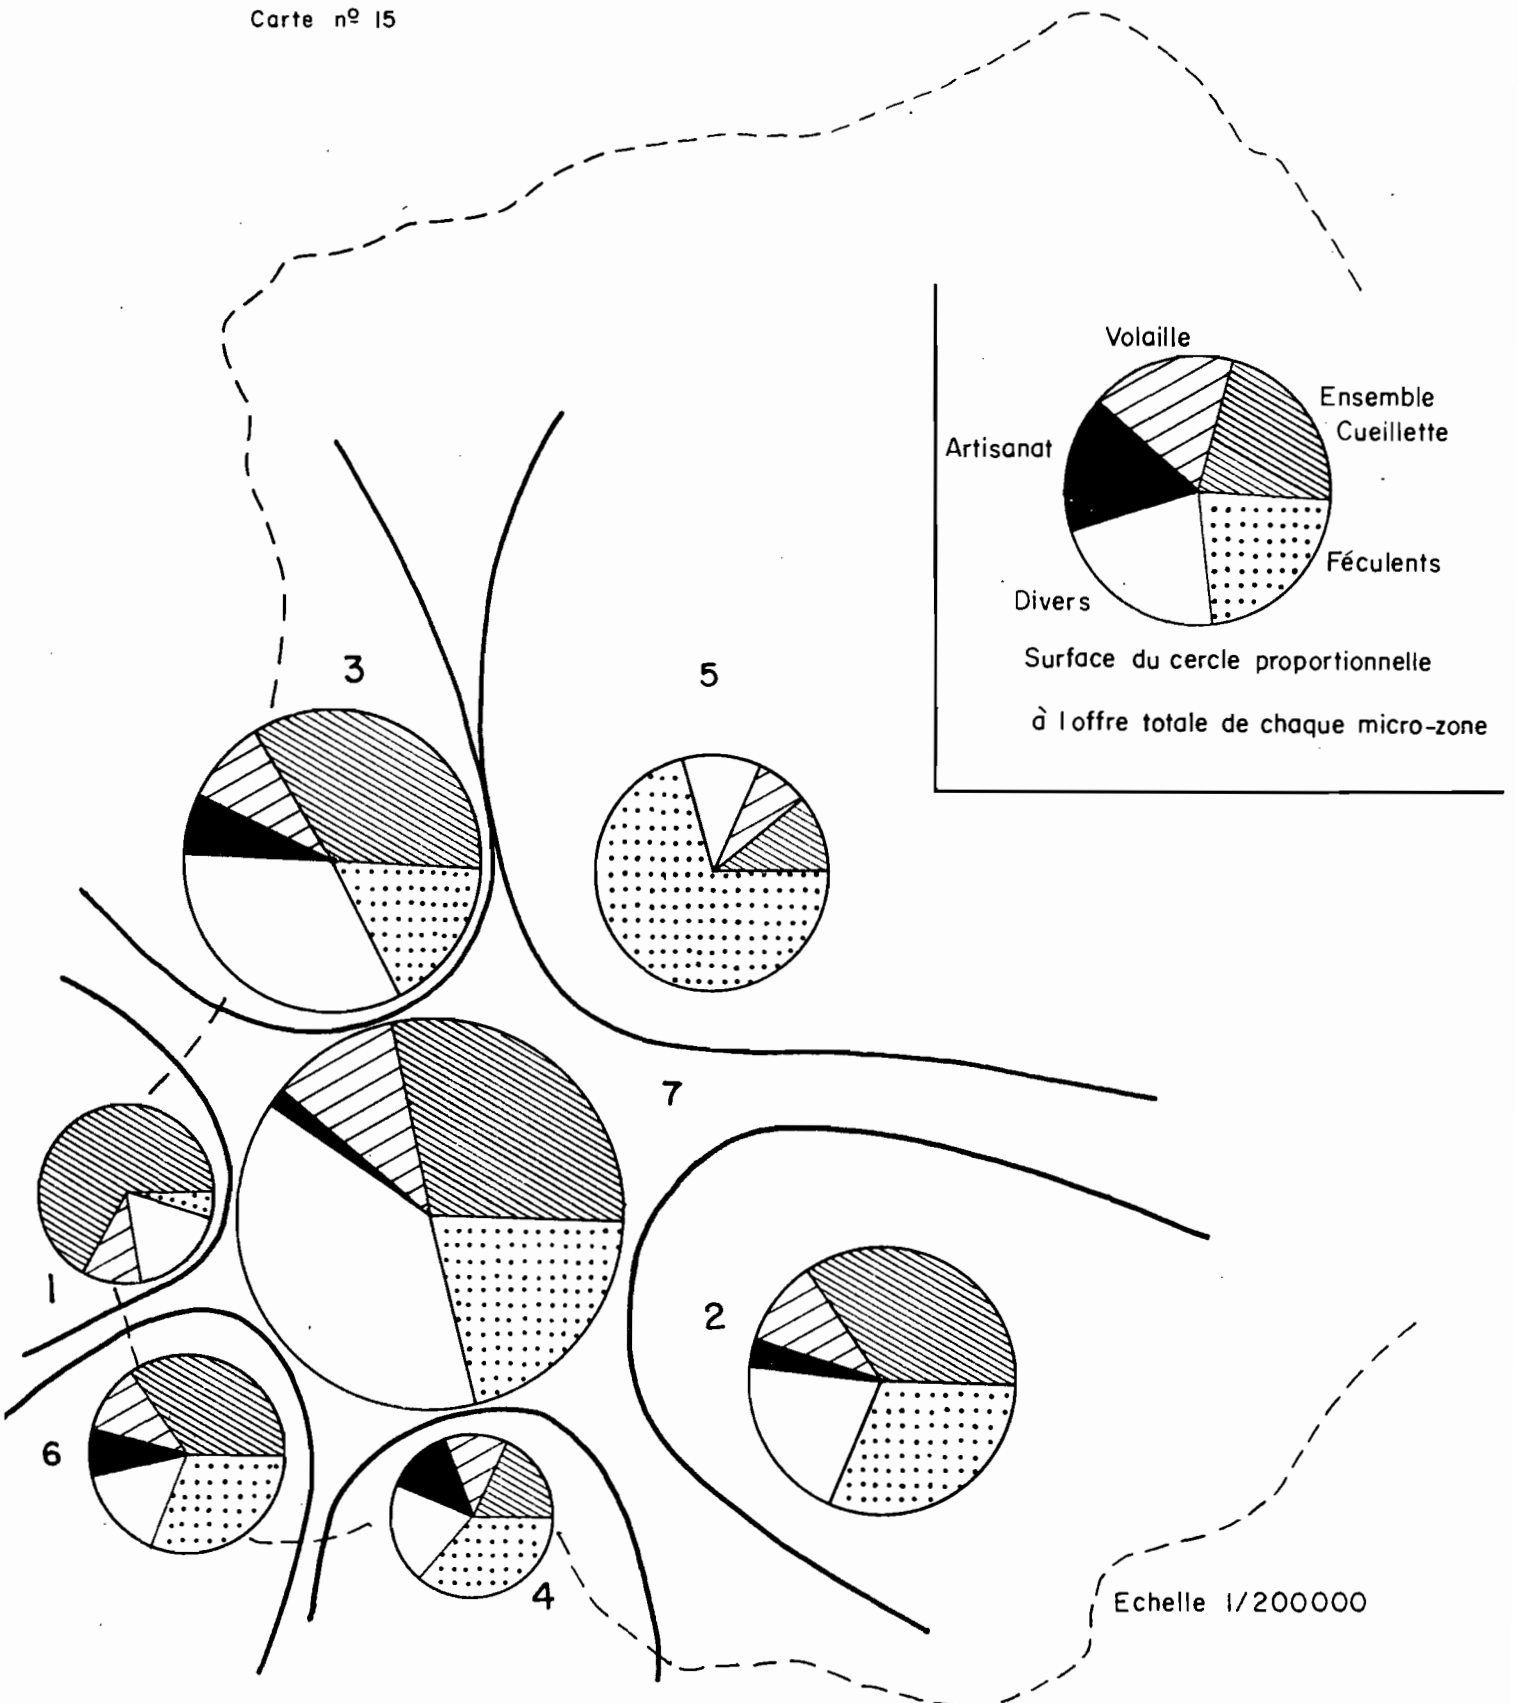 Carte nº 15
Volaille
Ensemble
Cueillette
Artisanat
Féculents
Divers
Surface du cercle proportionnelle
à l offre totale de chaque micro-zone
3
5
7
1
2
6
4
Echelle 1/200000